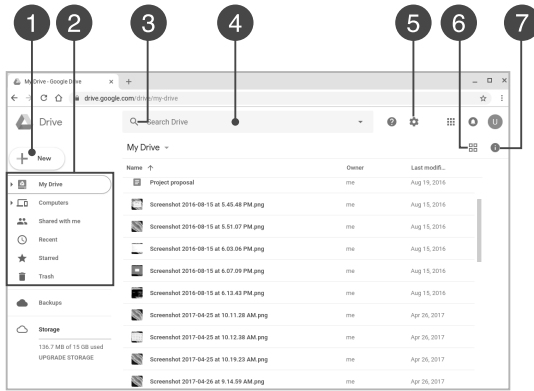 1 2 3 4 5 6 7
My Drive - Google Drive
drive.google.com/drive/my-drive
Drive
Search Drive
U
New
My Drive
Name Owner Last modifi...
My Drive
Computers
Shared with me
Recent
Starred
Trash
Backups
Storage
136.7 MB of 15 GB used
UPGRADE STORAGE
Project proposal me Aug 19, 2016
Screenshot 2016-08-15 at 5.45.48 PM.png me Aug 15, 2016
Screenshot 2016-08-15 at 5.51.07 PM.png me Aug 15, 2016
Screenshot 2016-08-15 at 6.03.06 PM.png me Aug 15, 2016
Screenshot 2016-08-15 at 6.07.09 PM.png me Aug 15, 2016
Screenshot 2016-08-15 at 6.13.43 PM.png me Aug 15, 2016
Screenshot 2017-04-25 at 10.11.28 AM.png me Apr 26, 2017
Screenshot 2017-04-25 at 10.12.38 AM.png me Apr 26, 2017
Screenshot 2017-04-25 at 10.19.23 AM.png me Apr 26, 2017
Screenshot 2017-04-26 at 9.14.59 AM.png me Apr 26, 2017